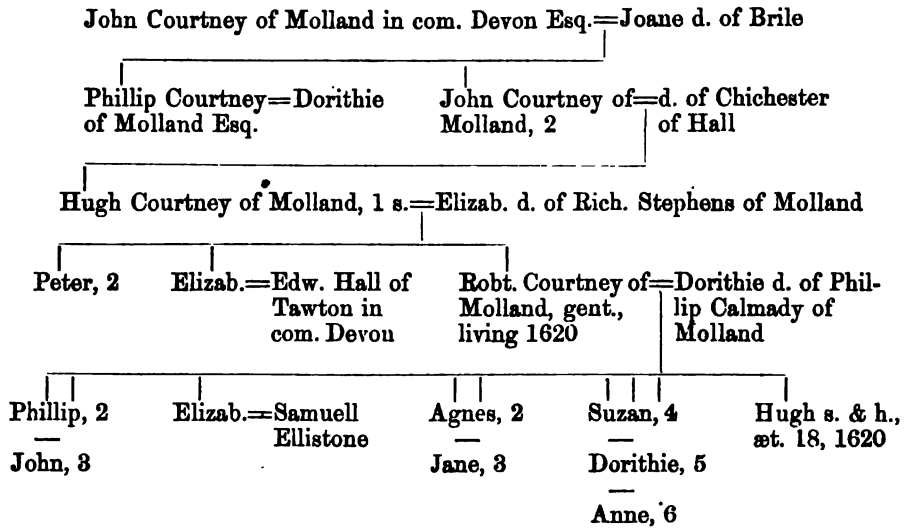 John Courtney of Molland in com. Devon Esq.=Joane d. of Brile
Phillip Courtney=Dorithie
of Molland Esq.
John Courtney of=d. of Chichester
Molland, 2
of Hall
Hugh Courtney of Molland, 1 s.=Elizab. d. of Rich. Stephens of Molland
Peter, 2
Elizab.=Edw. Hall of
Tawton in
com. Devon
Robt. Courtney of=Dorithie d. of Phil-
Molland, gent.,
lip Calmady of
living 1620
Molland
Phillip, 2
John, 3
Elizab.=Samuell
Ellistone
Agnes, 2
Jane, 3
Suzan, 4
Dorithie, 5
Anne, 6
Hugh s. & h.,
æt. 18, 1620